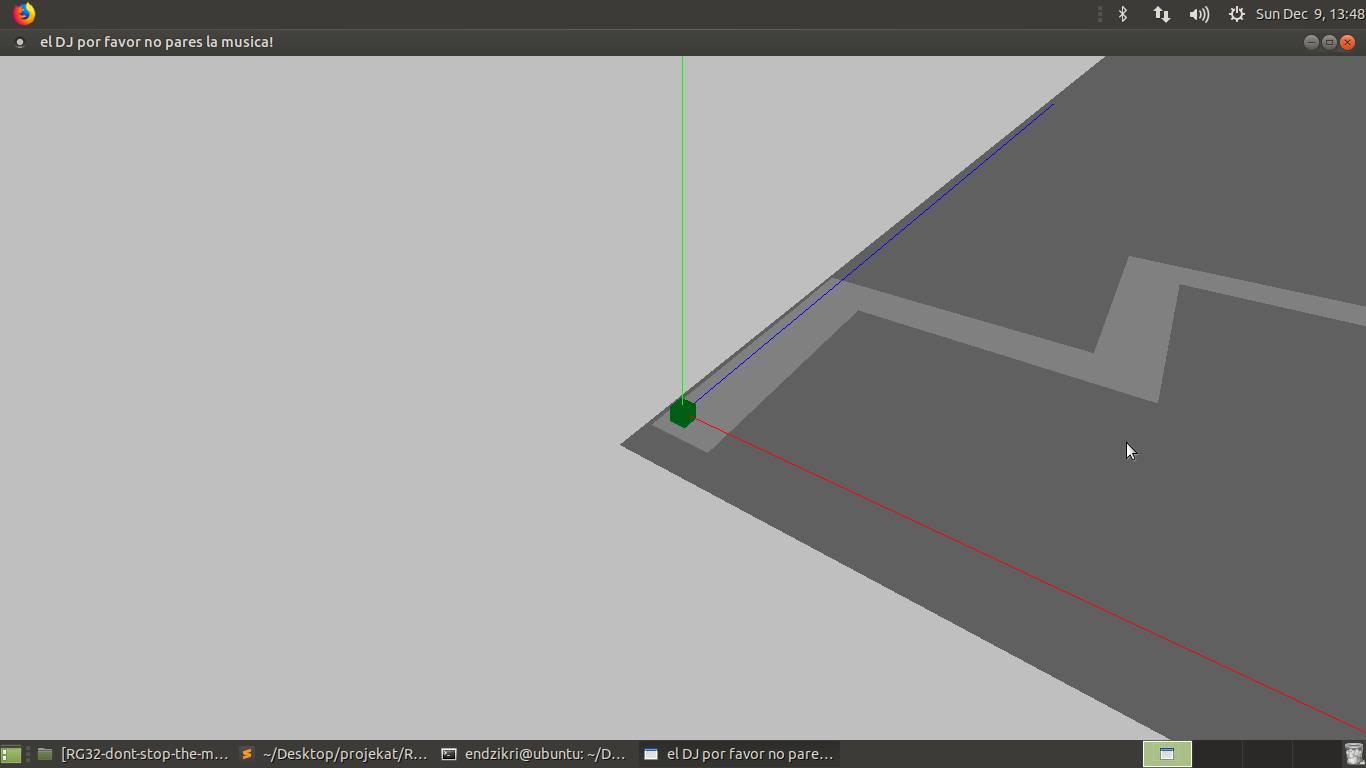 Sun Dec 9, 13:48
el DJ por favor no pares la musica!
[RG32-dont-stop-the-m... ~/Desktop/projekat/R... endzikri@ubuntu: ~/D... el DJ por favor no pare...